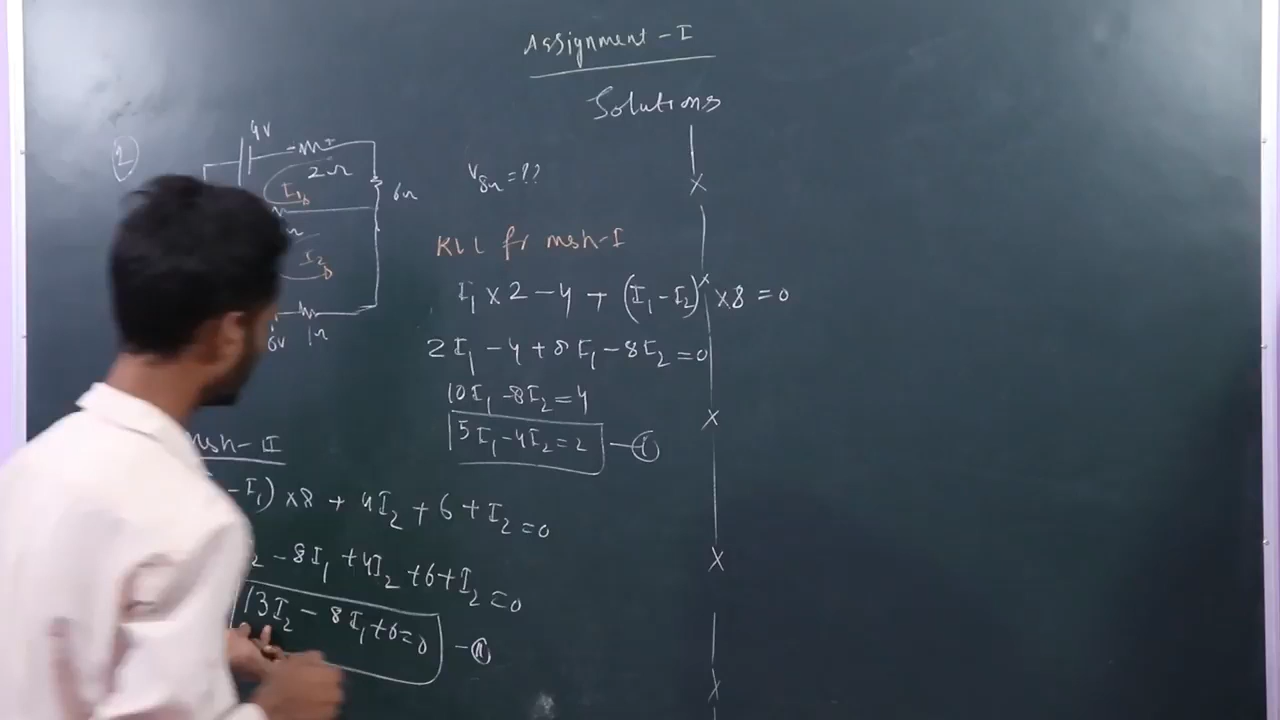 Assignment - I
Solutions
1
4V
2Ω
6Ω
I₁
I₂
6V
1Ω
V₈Ω = ??
KVL for mesh-I
I₁ × 2 - 4 + (I₁ - I₂) × 8 = 0
2I₁ - 4 + 8I₁ - 8I₂ = 0
10I₁ - 8I₂ = 4
5I₁ - 4I₂ = 2 - ①
mesh-II
- I₁) × 8 + 4I₂ + 6 + I₂ = 0
₂ - 8I₁ + 4I₂ + 6 + I₂ = 0
13I₂ - 8I₁ + 6 = 0 - Ⅱ